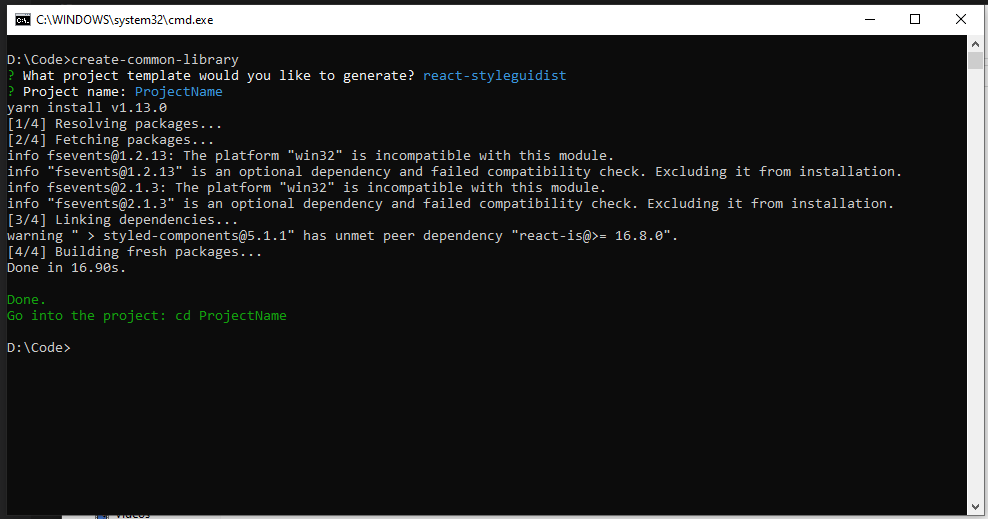 C:\WINDOWS\system32\cmd.exe
D:\Code>create-common-library
? What project template would you like to generate? react-styleguidist
? Project name: ProjectName
yarn install v1.13.0
[1/4] Resolving packages...
[2/4] Fetching packages...
info fsevents@1.2.13: The platform "win32" is incompatible with this module.
info "fsevents@1.2.13" is an optional dependency and failed compatibility check. Excluding it from installation.
info fsevents@2.1.3: The platform "win32" is incompatible with this module.
info "fsevents@2.1.3" is an optional dependency and failed compatibility check. Excluding it from installation.
[3/4] Linking dependencies...
warning " > styled-components@5.1.1" has unmet peer dependency "react-is@>= 16.8.0".
[4/4] Building fresh packages...
Done in 16.90s.
Done.
Go into the project: cd ProjectName
D:\Code>